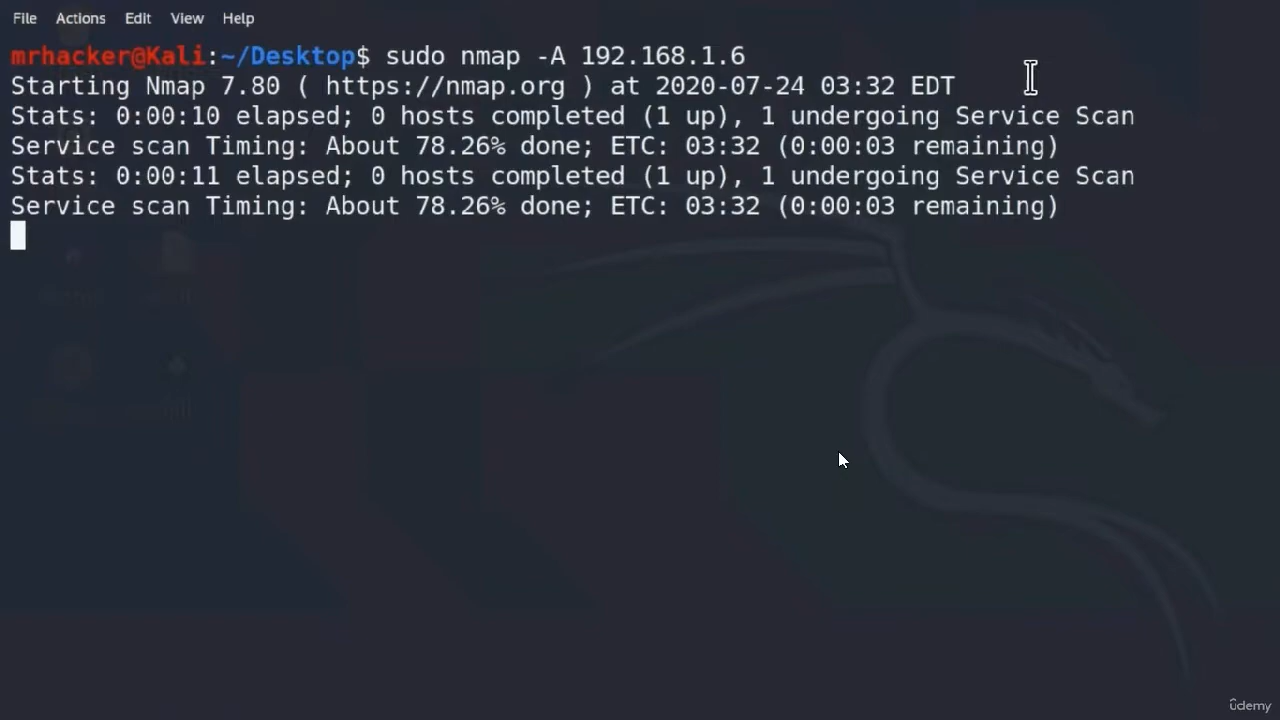 File Actions Edit View Help
mrhacker@Kali:~/Desktop$ sudo nmap -A 192.168.1.6
Starting Nmap 7.80 ( https://nmap.org ) at 2020-07-24 03:32 EDT
Stats: 0:00:10 elapsed; 0 hosts completed (1 up), 1 undergoing Service Scan
Service scan Timing: About 78.26% done; ETC: 03:32 (0:00:03 remaining)
Stats: 0:00:11 elapsed; 0 hosts completed (1 up), 1 undergoing Service Scan
Service scan Timing: About 78.26% done; ETC: 03:32 (0:00:03 remaining)
ûdemy